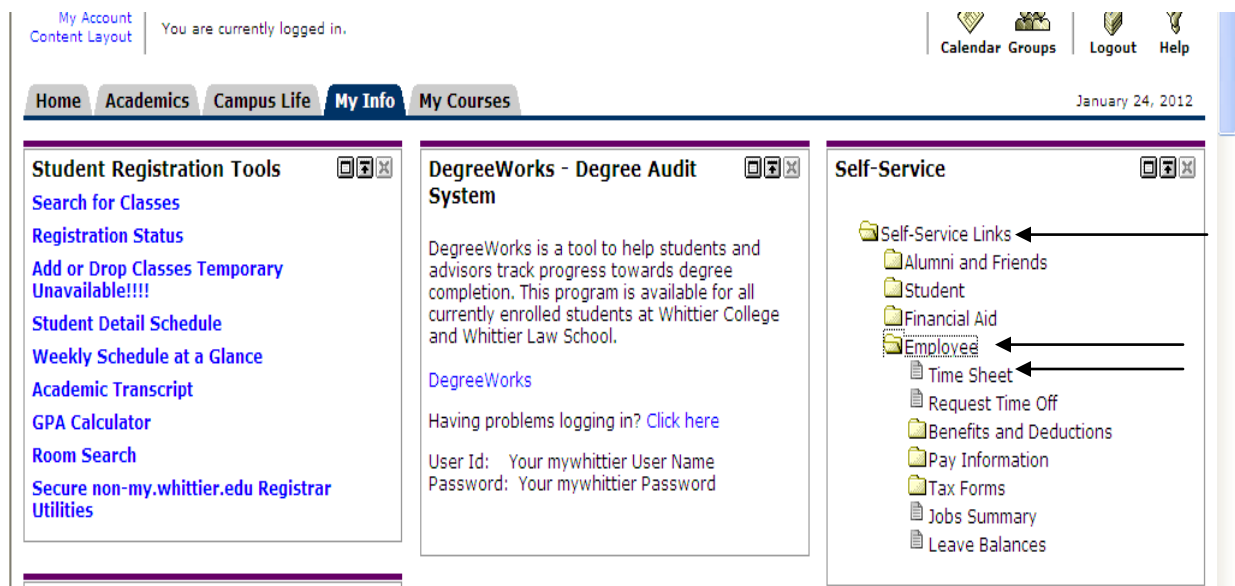 My Account
Content Layout
You are currently logged in.
Calendar Groups Logout Help
Home Academics Campus Life My Info My Courses
January 24, 2012
Student Registration Tools
Search for Classes
Registration Status
Add or Drop Classes Temporary
Unavailable!!!!
Student Detail Schedule
Weekly Schedule at a Glance
Academic Transcript
GPA Calculator
Room Search
Secure non-my.whittier.edu Registrar
Utilities
DegreeWorks - Degree Audit
System
DegreeWorks is a tool to help students and
advisors track progress towards degree
completion. This program is available for all
currently enrolled students at Whittier College
and Whittier Law School.
DegreeWorks
Having problems logging in? Click here
User Id: Your mywhittier User Name
Password: Your mywhittier Password
Self-Service
Self-Service Links
Alumni and Friends
Student
Financial Aid
Employee
Time Sheet
Request Time Off
Benefits and Deductions
Pay Information
Tax Forms
Jobs Summary
Leave Balances